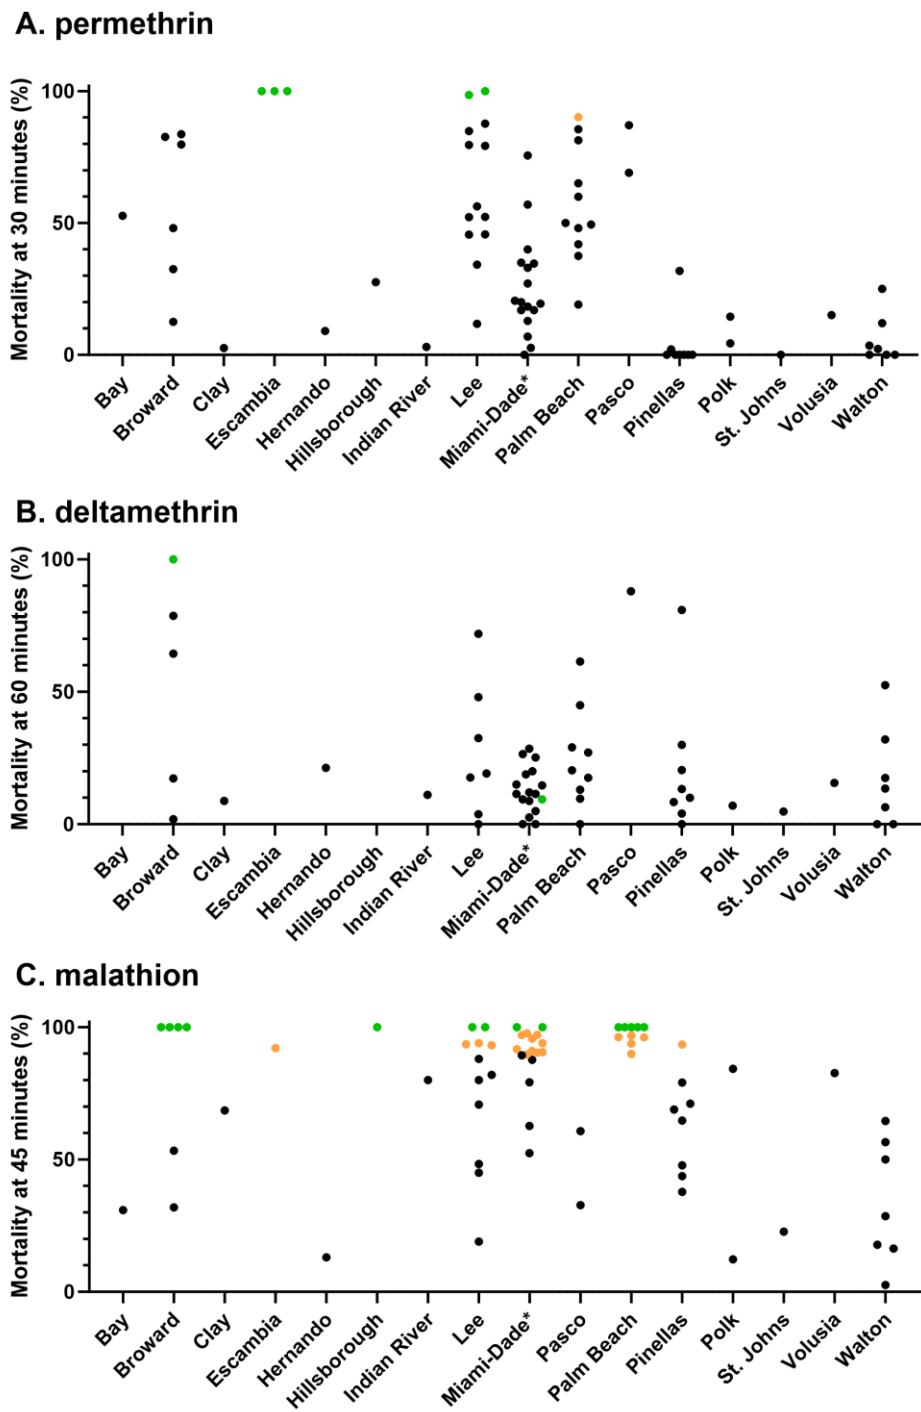 A. permethrin
Mortality at 30 minutes (%)
100
50
0
Bay
Broward
Clay
Escambia
Hernando
Hillsborough
Indian River
Lee
Miami-Dade*
Palm Beach
Pasco
Pinellas
Polk
St. Johns
Volusia
Walton
B. deltamethrin
Mortality at 60 minutes (%)
100
50
0
Bay
Broward
Clay
Escambia
Hernando
Hillsborough
Indian River
Lee
Miami-Dade*
Palm Beach
Pasco
Pinellas
Polk
St. Johns
Volusia
Walton
C. malathion
Mortality at 45 minutes (%)
100
50
0
Bay
Broward
Clay
Escambia
Hernando
Hillsborough
Indian River
Lee
Miami-Dade*
Pasco
Palm Beach
Pinellas
Polk
St. Johns
Volusia
Walton